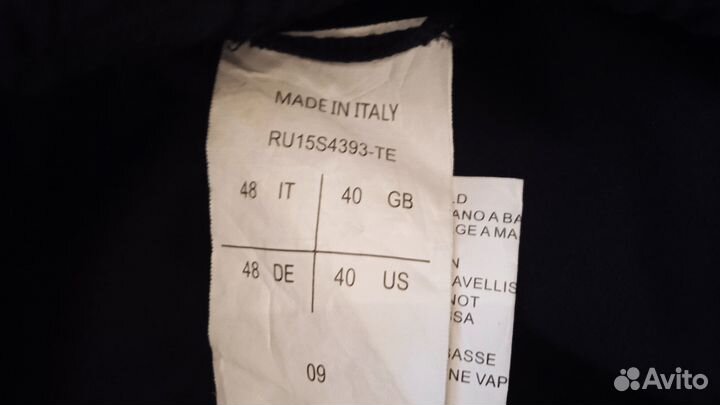 MADE IN ITALY
RU15S4393-TE
48 IT 40 GB
48 DE 40 US
09
LD
ANO A BA
GE A MA
N
AVELLIS
NOT
SSA
BASSE
NE VAP
Avito